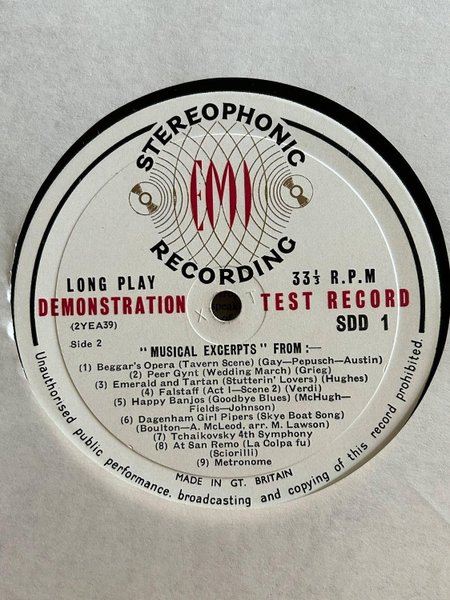 STEREOPHONIC
EMI
RECORDING
LONG PLAY 33⅓ R.P.M
DEMONSTRATION TEST RECORD
(2YEA39) SDD 1
Side 2 "MUSICAL EXCERPTS" FROM:—
(1) Beggar's Opera (Tavern Scene) (Gay—Pepusch—Austin)
(2) Peer Gynt (Wedding March) (Grieg)
(3) Emerald and Tartan (Stutterin' Lovers) (Hughes)
(4) Falstaff (Act I—Scene 2) (Verdi)
(5) Happy Banjos (Goodbye Blues) (McHugh—
Fields—Johnson)
(6) Dagenham Girl Pipers (Skye Boat Song)
(Boulton—A. McLeod, arr. M. Lawson)
(7) Tchaikovsky 4th Symphony
(8) At San Remo (La Colpa fu)
(Sciorilli)
(9) Metronome
MADE IN GT. BRITAIN
Unauthorised public performance, broadcasting and copying of this record prohibited.